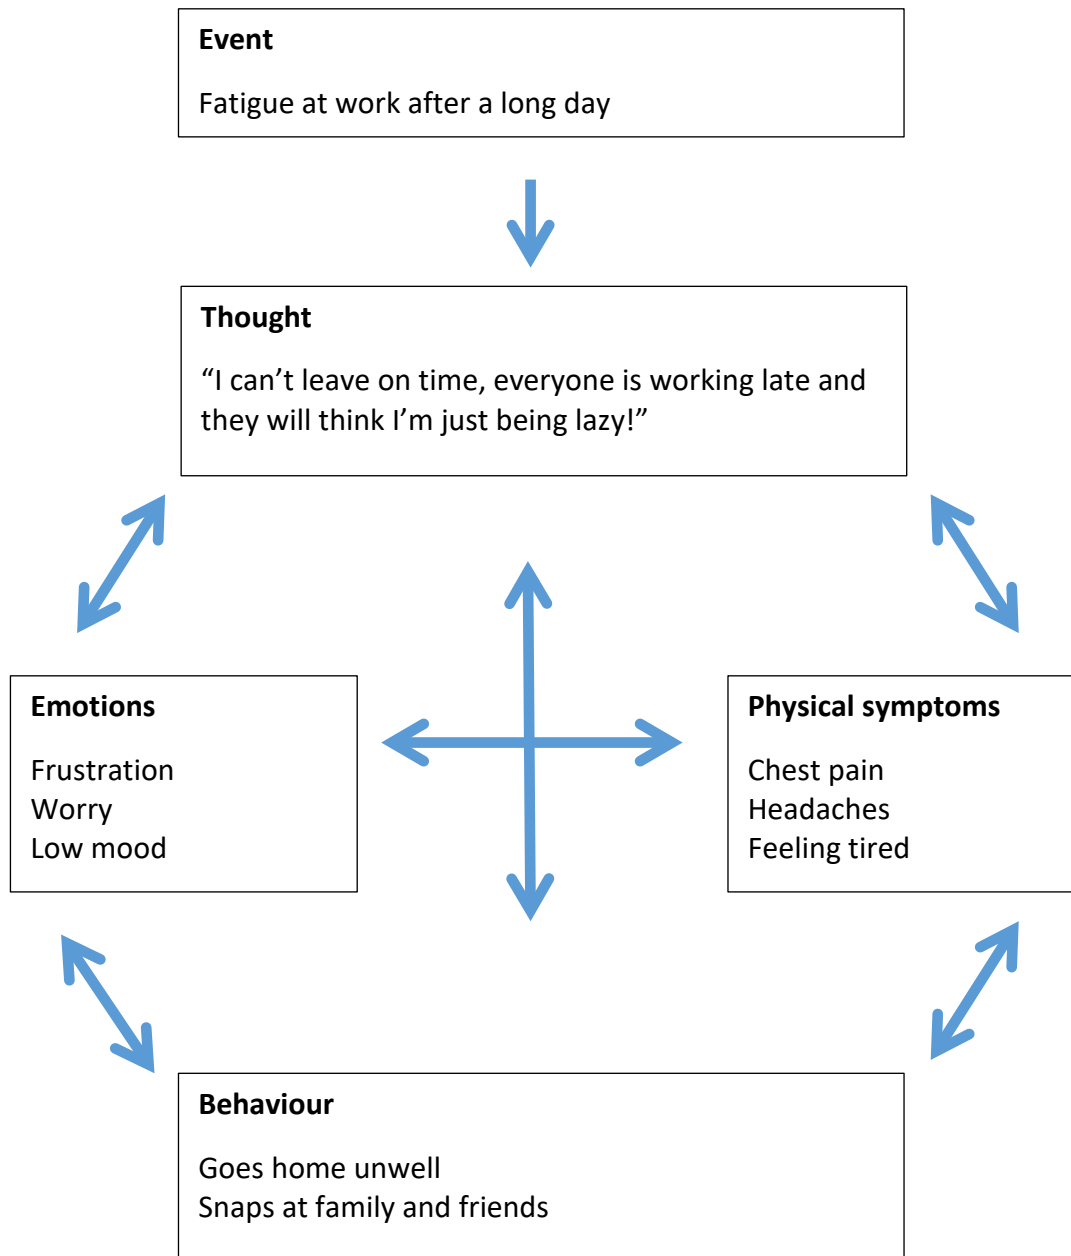 Event
Fatigue at work after a long day
Thought
“I can’t leave on time, everyone is working late and
they will think I’m just being lazy!”
Emotions
Frustration
Worry
Low mood
Physical symptoms
Chest pain
Headaches
Feeling tired
Behaviour
Goes home unwell
Snaps at family and friends